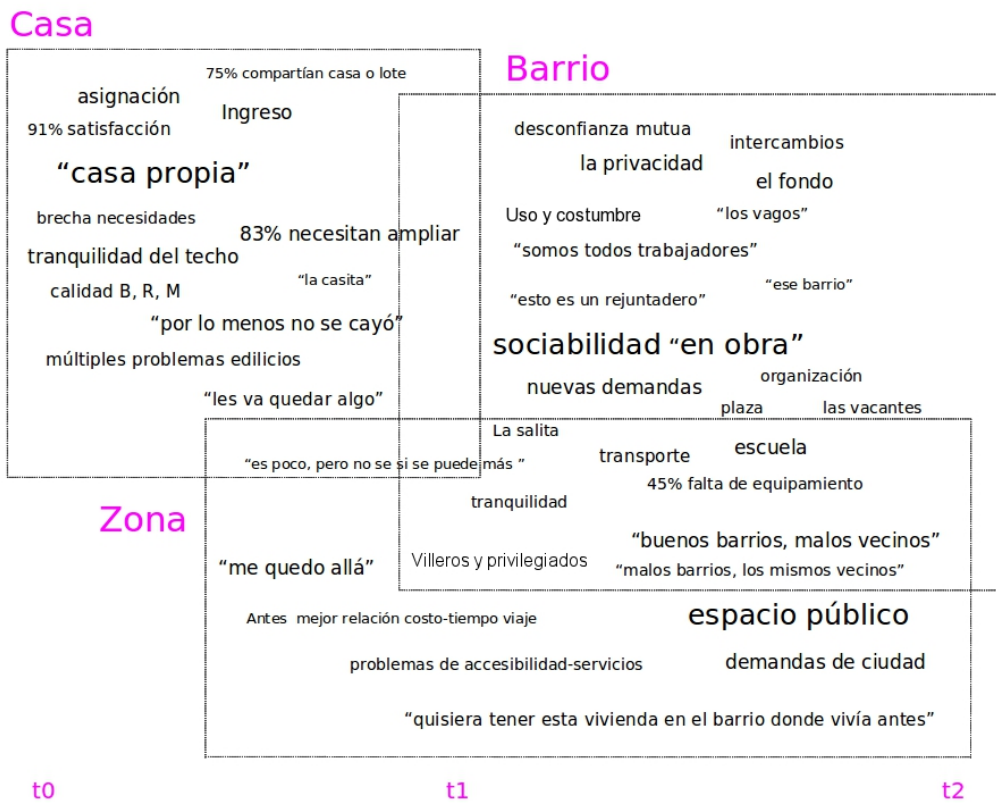 Casa
75% compartían casa o lote
asignación
Ingreso
91% satisfacción
“casa propia”
brecha necesidades
83% necesitan ampliar
tranquilidad del techo
“la casita”
calidad B, R, M
“por lo menos no se cayó”
múltiples problemas edilicios
“les va quedar algo”
Barrio
desconfianza mutua
intercambios
la privacidad
el fondo
Uso y costumbre
“los vagos”
“somos todos trabajadores”
“ese barrio”
“esto es un rejuntadero”
sociabilidad “en obra”
organización
nuevas demandas
plaza
las vacantes
La salita
escuela
transporte
“es poco, pero no se si se puede más ”
45% falta de equipamiento
tranquilidad
Zona
“buenos barrios, malos vecinos”
“me quedo allá”
Villeros y privilegiados
“malos barrios, los mismos vecinos”
Antes  mejor relación costo-tiempo viaje
espacio público
problemas de accesibilidad-servicios
demandas de ciudad
“quisiera tener esta vivienda en el barrio donde vivía antes”
t0
t1
t2